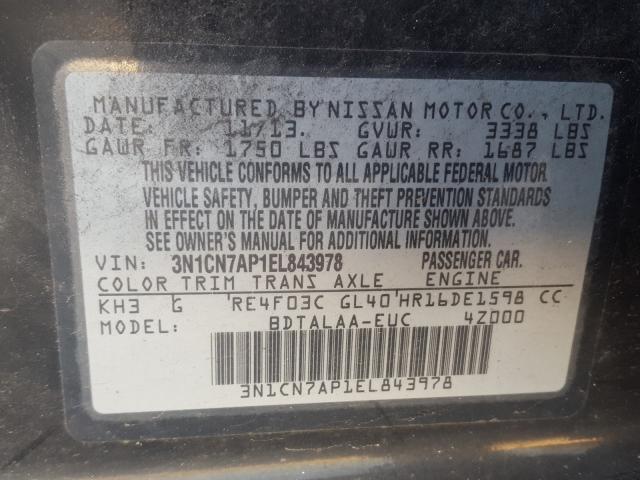 MANUFACTURED BY NISSAN MOTOR CO., LTD.
DATE: 11/13. GVWR: 3338 LBS
GAWR FR: 1750 LBS GAWR RR: 1687 LBS
THIS VEHICLE CONFORMS TO ALL APPLICABLE FEDERAL MOTOR
VEHICLE SAFETY, BUMPER AND THEFT PREVENTION STANDARDS
IN EFFECT ON THE DATE OF MANUFACTURE SHOWN ABOVE.
SEE OWNER'S MANUAL FOR ADDITIONAL INFORMATION.
VIN: 3N1CN7AP1EL843978 PASSENGER CAR.
COLOR TRIM TRANS AXLE ENGINE
KH3 G RE4F03C GL40 HR16DE1598 CC
MODEL: BDTALAA-EUC 4Z000
3N1CN7AP1EL843978